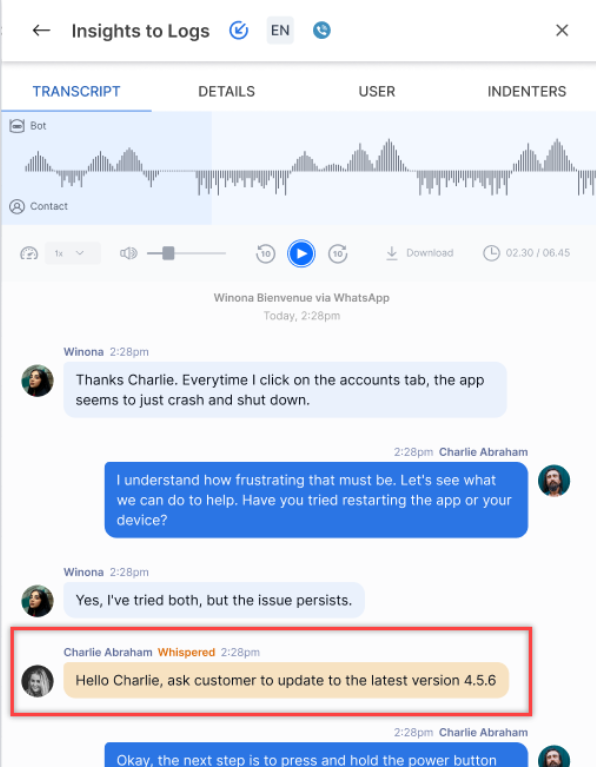 Insights to Logs EN
TRANSCRIPT DETAILS USER INDENTERS
Bot
Contact
1x 10 10 Download 02.30 / 06.45
Winona Bienvenue via WhatsApp
Today, 2:28pm
Winona 2:28pm
Thanks Charlie. Everytime I click on the accounts tab, the app
seems to just crash and shut down.
2:28pm Charlie Abraham
I understand how frustrating that must be. Let's see what
we can do to help. Have you tried restarting the app or your
device?
Winona 2:28pm
Yes, I've tried both, but the issue persists.
Charlie Abraham Whispered 2:28pm
Hello Charlie, ask customer to update to the latest version 4.5.6
2:28pm Charlie Abraham
Okay, the next step is to press and hold the power button